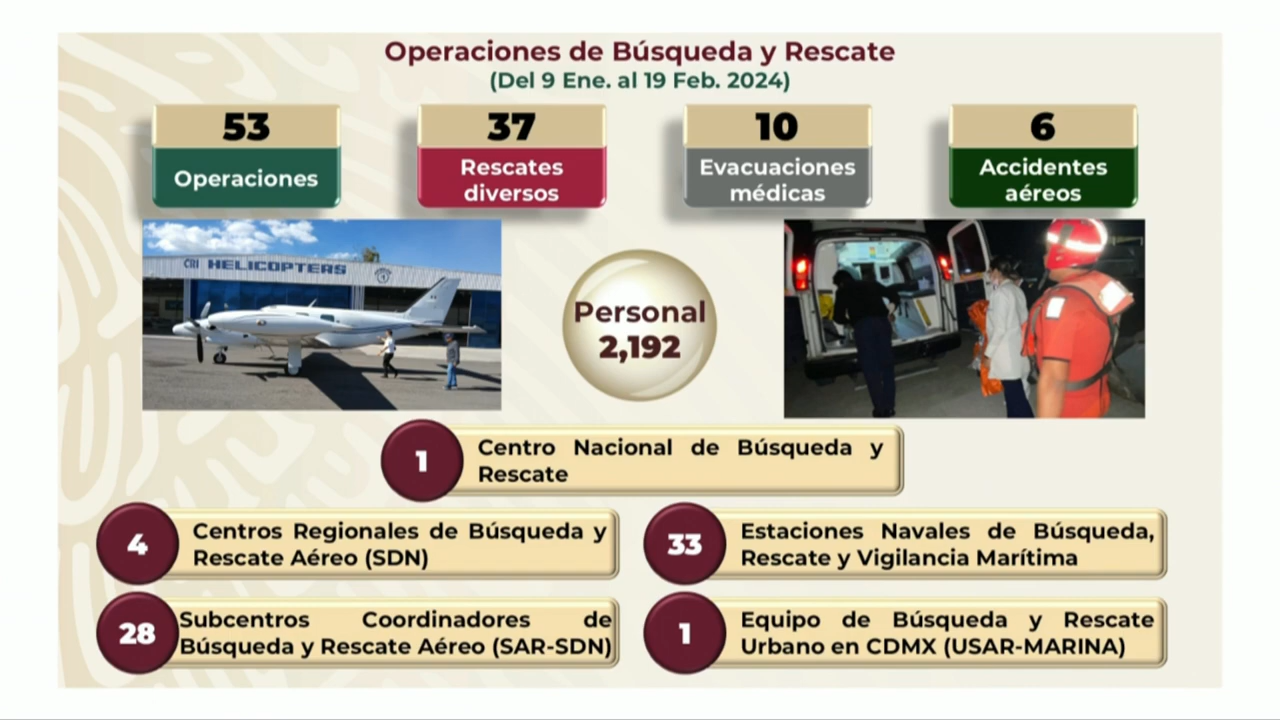 Operaciones de Búsqueda y Rescate
(Del 9 Ene. al 19 Feb. 2024)
53
Operaciones
37
Rescates
diversos
10
Evacuaciones
médicas
6
Accidentes
aéreos
CRI HELICOPTERS
Personal
2,192
1
Centro Nacional de Búsqueda y
Rescate
4
Centros Regionales de Búsqueda y
Rescate Aéreo (SDN)
33
Estaciones Navales de Búsqueda,
Rescate y Vigilancia Marítima
28
Subcentros Coordinadores de
Búsqueda y Rescate Aéreo (SAR-SDN)
1
Equipo de Búsqueda y Rescate
Urbano en CDMX (USAR-MARINA)